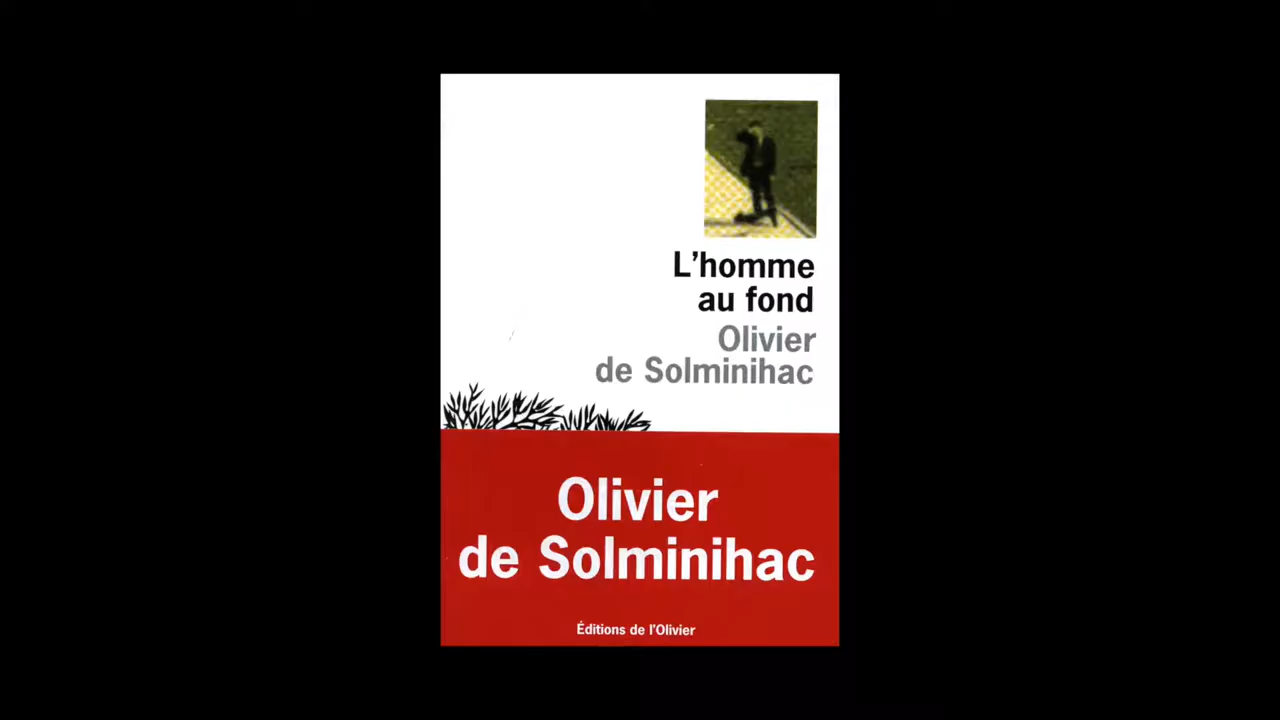 L'homme
au fond
Olivier
de Solminihac
Olivier
de Solminihac
Éditions de l'Olivier